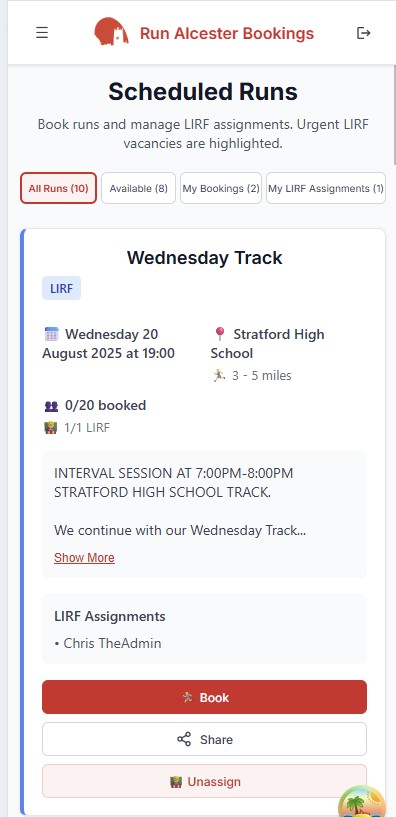 Run Alcester Bookings
Scheduled Runs
Book runs and manage LIRF assignments. Urgent LIRF
vacancies are highlighted.
All Runs (10)
Available (8)
My Bookings (2)
My LIRF Assignments (1)
Wednesday Track
LIRF
Wednesday 20
August 2025 at 19:00
Stratford High
School
3 - 5 miles
0/20 booked
1/1 LIRF
INTERVAL SESSION AT 7:00PM-8:00PM
STRATFORD HIGH SCHOOL TRACK.
We continue with our Wednesday Track...
Show More
LIRF Assignments
• Chris TheAdmin
Book
Share
Unassign